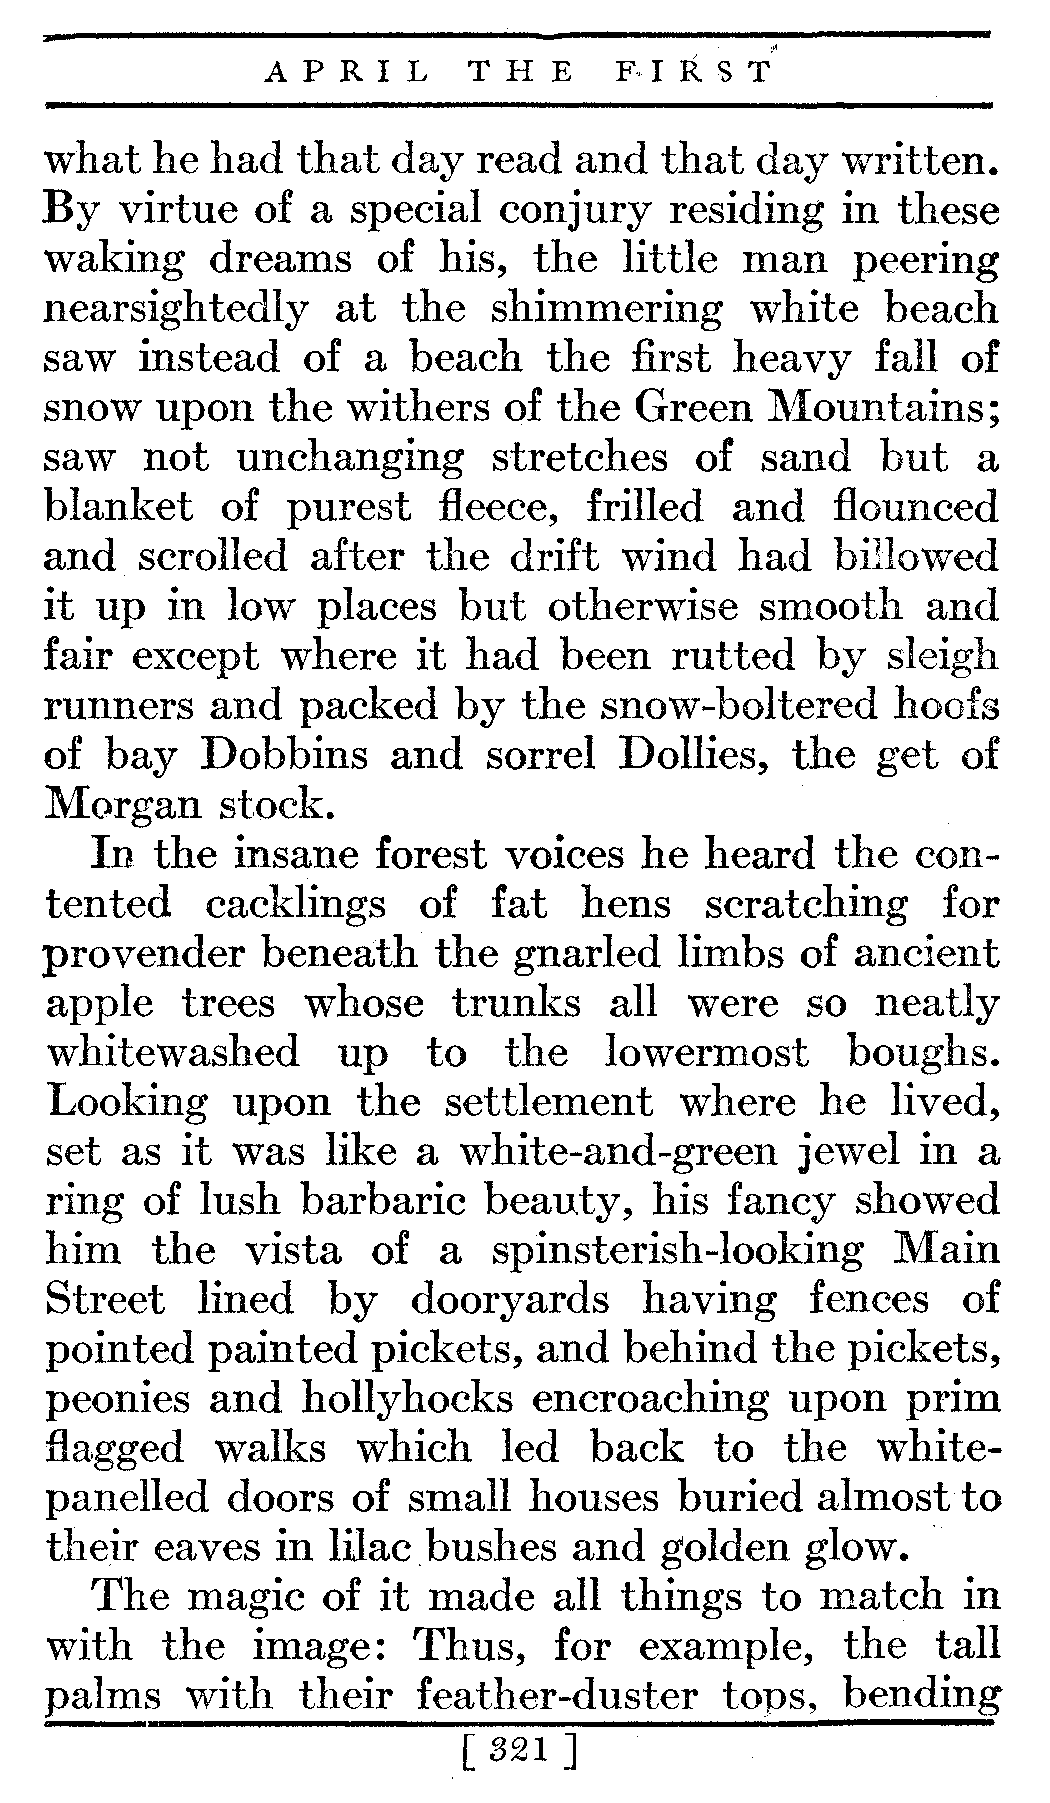 APRIL THE FIRST
what he had that day read and that day written.
By virtue of a special conjury residing in these
waking dreams of his, the little man peering
nearsightedly at the shimmering white beach
saw instead of a beach the first heavy fall of
snow upon the withers of the Green Mountains;
saw not unchanging stretches of sand but a
blanket of purest fleece, frilled and flounced
and scrolled after the drift wind had billowed
it up in low places but otherwise smooth and
fair except where it had been rutted by sleigh
runners and packed by the snow-boltered hoofs
of bay Dobbins and sorrel Dollies, the get of
Morgan stock.
In the insane forest voices he heard the con-
tented cacklings of fat hens scratching for
provender beneath the gnarled limbs of ancient
apple trees whose trunks all were so neatly
whitewashed up to the lowermost boughs.
Looking upon the settlement where he lived,
set as it was like a white-and-green jewel in a
ring of lush barbaric beauty, his fancy showed
him the vista of a spinsterish-looking Main
Street lined by dooryards having fences of
pointed painted pickets, and behind the pickets,
peonies and hollyhocks encroaching upon prim
flagged walks which led back to the white-
panelled doors of small houses buried almost to
their eaves in lilac bushes and golden glow.
The magic of it made all things to match in
with the image: Thus, for example, the tall
palms with their feather-duster tops, bending
[ 321 ]